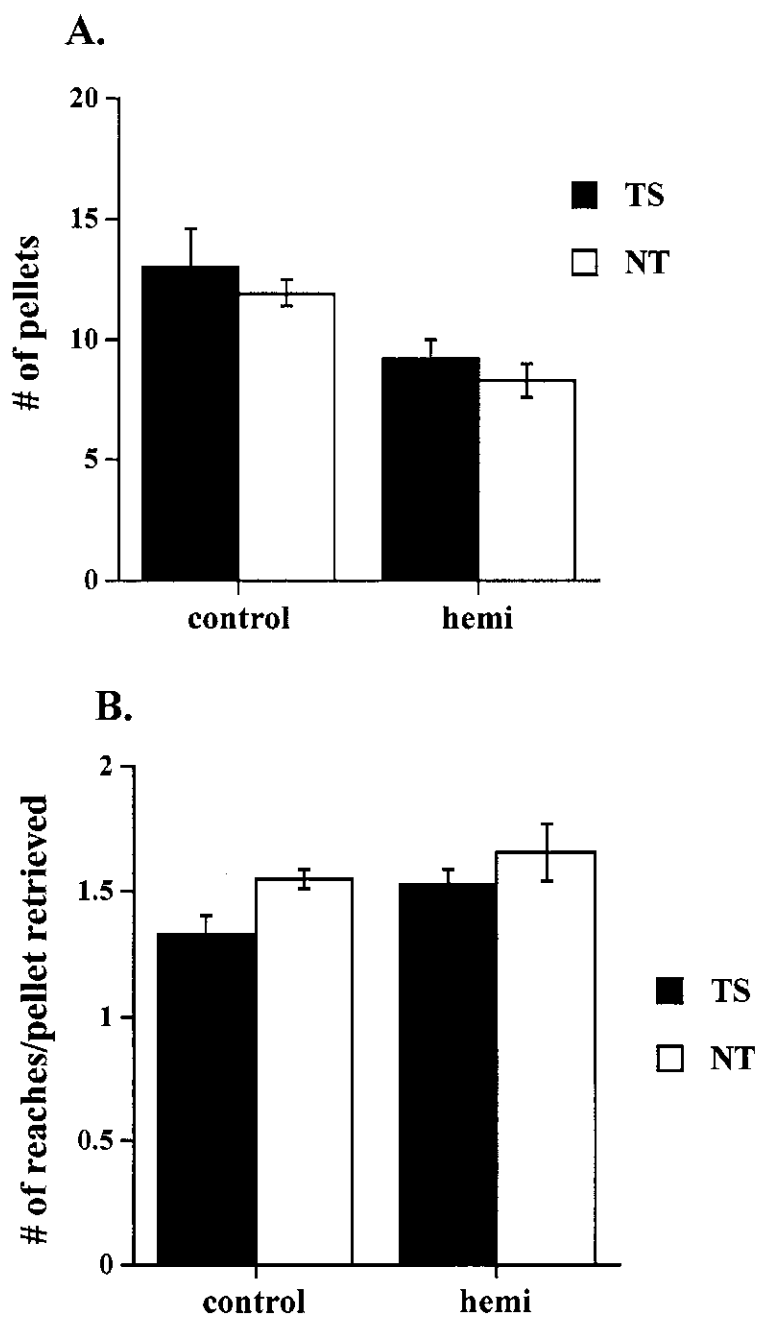 A.
20
15
10
5
0
# of pellets
TS
NT
control hemi
B.
2
1.5
1
0.5
0
# of reaches/pellet retrieved
TS
NT
control hemi